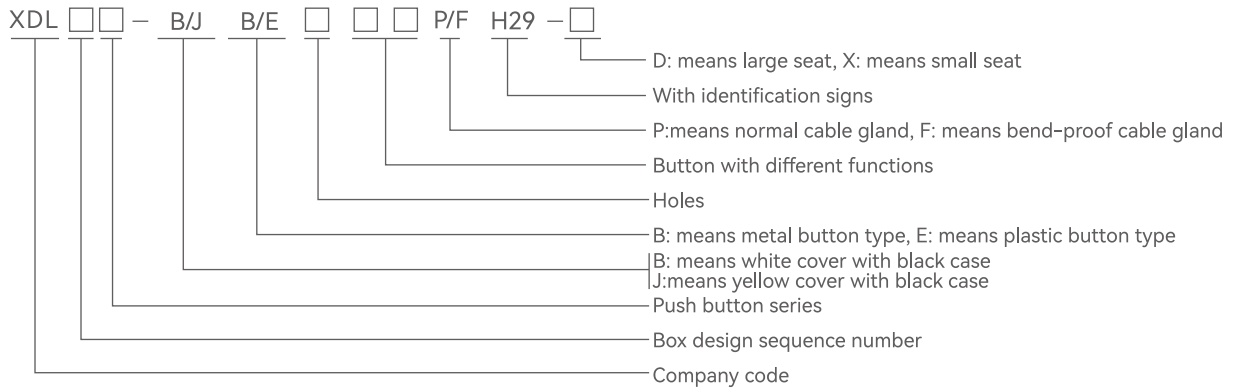 XDL □□ - B/J B/E □ □□ P/F H29 -□
D: means large seat, X: means small seat
With identification signs
P:means normal cable gland, F: means bend-proof cable gland
Button with different functions
Holes
B: means metal button type, E: means plastic button type
B: means white cover with black case
J:means yellow cover with black case
Push button series
Box design sequence number
Company code